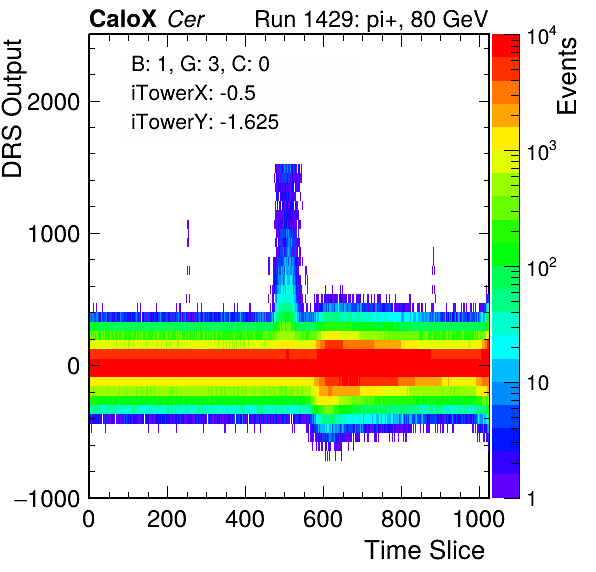 CaloX Cer Run 1429: pi+, 80 GeV
B: 1, G: 3, C: 0
iTowerX: -0.5
iTowerY: -1.625
DRS Output
2000
1000
0
−1000
0 200 400 600 800 1000
Time Slice
Events
10^4
10^3
10^2
10
1